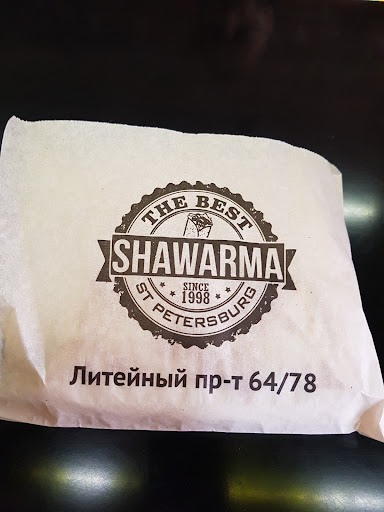 THE BEST
SHAWARMA
SINCE
1998
ST PETERSBURG
Литейный пр-т 64/78